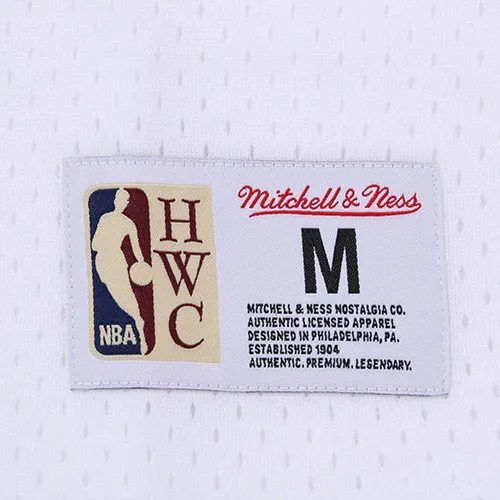 NBA
H
W
C
Mitchell & Ness
M
MITCHELL & NESS NOSTALGIA CO.
AUTHENTIC LICENSED APPAREL
DESIGNED IN PHILADELPHIA, PA.
ESTABLISHED 1904
AUTHENTIC. PREMIUM. LEGENDARY.